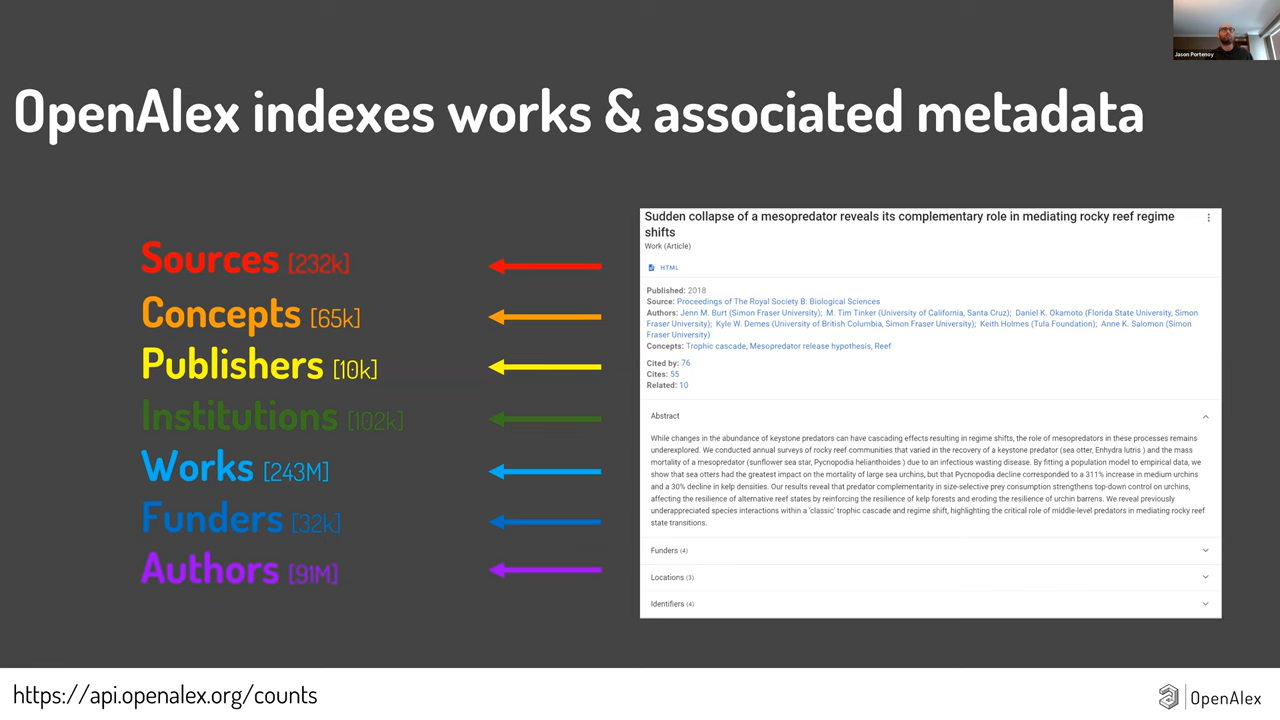 Jason Portenoy
OpenAlex indexes works & associated metadata
Sources [232k]
Concepts [65k]
Publishers [10k]
Institutions [102k]
Works [243M]
Funders [32k]
Authors [91M]
Sudden collapse of a mesopredator reveals its complementary role in mediating rocky reef regime
shifts
Work (Article)
HTML
Published: 2018
Source: Proceedings of The Royal Society B: Biological Sciences
Authors: Jenn M. Burt (Simon Fraser University); M. Tim Tinker (University of California, Santa Cruz); Daniel K. Okamoto (Florida State University, Simon
Fraser University); Kyle W. Demes (University of British Columbia, Simon Fraser University); Keith Holmes (Tula Foundation); Anne K. Salomon (Simon
Fraser University)
Concepts: Trophic cascade, Mesopredator release hypothesis, Reef
Cited by: 76
Cites: 55
Related: 10
Abstract
While changes in the abundance of keystone predators can have cascading effects resulting in regime shifts, the role of mesopredators in these processes remains
underexplored. We conducted annual surveys of rocky reef communities that varied in the recovery of a keystone predator (sea otter, Enhydra lutris ) and the mass
mortality of a mesopredator (sunflower sea star, Pycnopodia helianthoides ) due to an infectious wasting disease. By fitting a population model to empirical data, we
show that sea otters had the greatest impact on the mortality of large sea urchins, but that Pycnopodia decline corresponded to a 311% increase in medium urchins
and a 30% decline in kelp densities. Our results reveal that predator complementarity in size-selective prey consumption strengthens top-down control on urchins,
affecting the resilience of alternative reef states by reinforcing the resilience of kelp forests and eroding the resilience of urchin barrens. We reveal previously
underappreciated species interactions within a 'classic' trophic cascade and regime shift, highlighting the critical role of middle-level predators in mediating rocky reef
state transitions.
Funders (4)
Locations (3)
Identifiers (4)
https://api.openalex.org/counts
OpenAlex